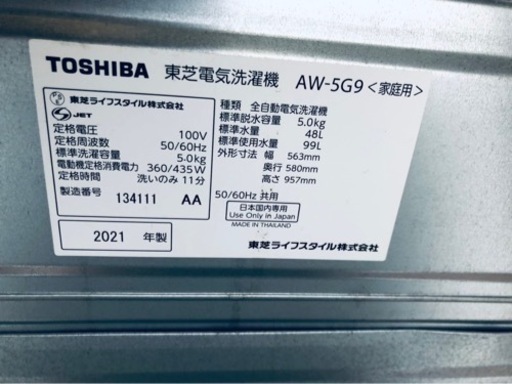 TOSHIBA 東芝電気洗濯機 AW-5G9<家庭用>
東芝ライフスタイル株式会社
JET
定格電圧 100V
定格周波数 50/60Hz
標準洗濯容量 5.0kg
電動機定格消費電力 360/435W
定格時間 洗いのみ 11分
製造番号 134111 AA
2021 年製
種類 全自動電気洗濯機
標準脱水容量 5.0kg
標準水量 48L
標準使用水量 99L
外形寸法 幅 563mm
奥行 580mm
高さ 957mm
50/60Hz 共用
日本国内専用
Use Only in Japan
MADE IN THAILAND
東芝ライフスタイル株式会社